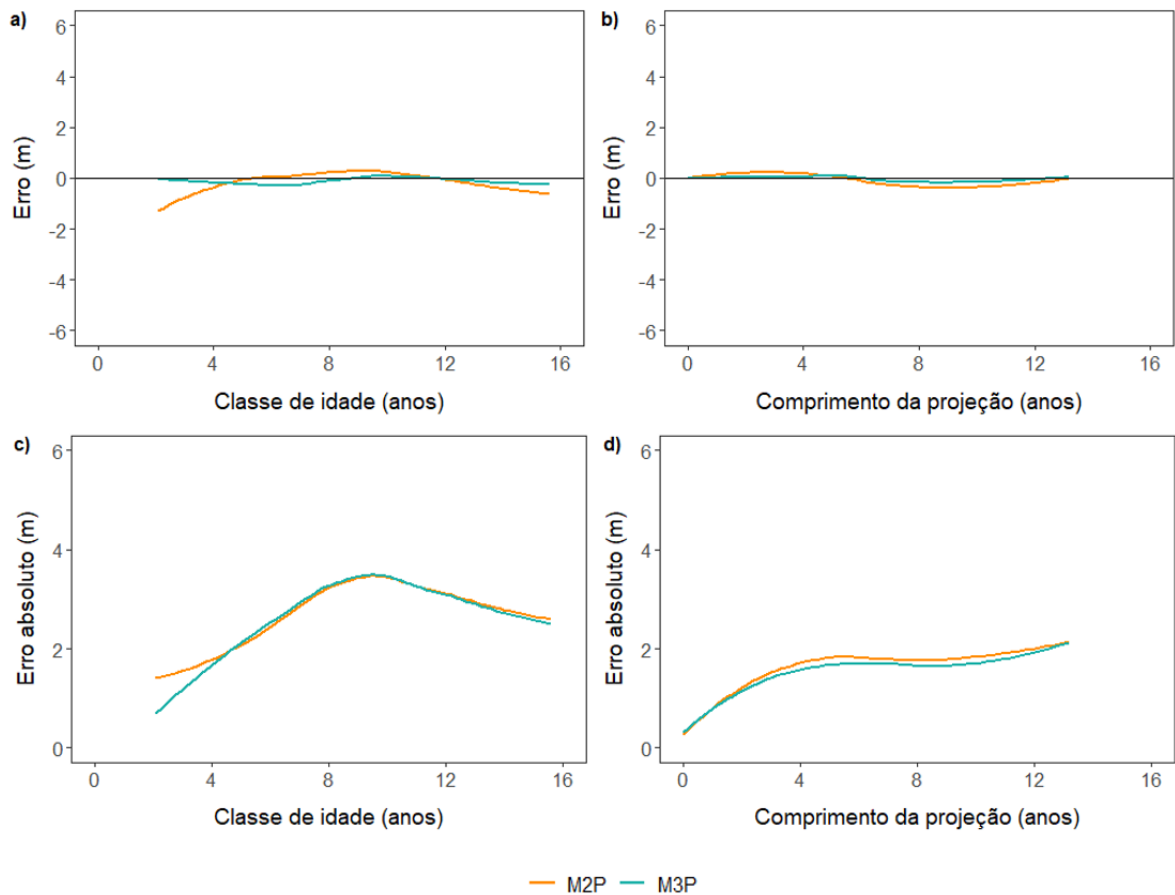 a)
6
4
2
0
-2
-4
-6
Erro (m)
0 4 8 12 16
Classe de idade (anos)
b)
6
4
2
0
-2
-4
-6
Erro (m)
0 4 8 12 16
Comprimento da projeção (anos)
c)
6
4
2
0
Erro absoluto (m)
0 4 8 12 16
Classe de idade (anos)
d)
6
4
2
0
Erro absoluto (m)
0 4 8 12 16
Comprimento da projeção (anos)
M2P M3P